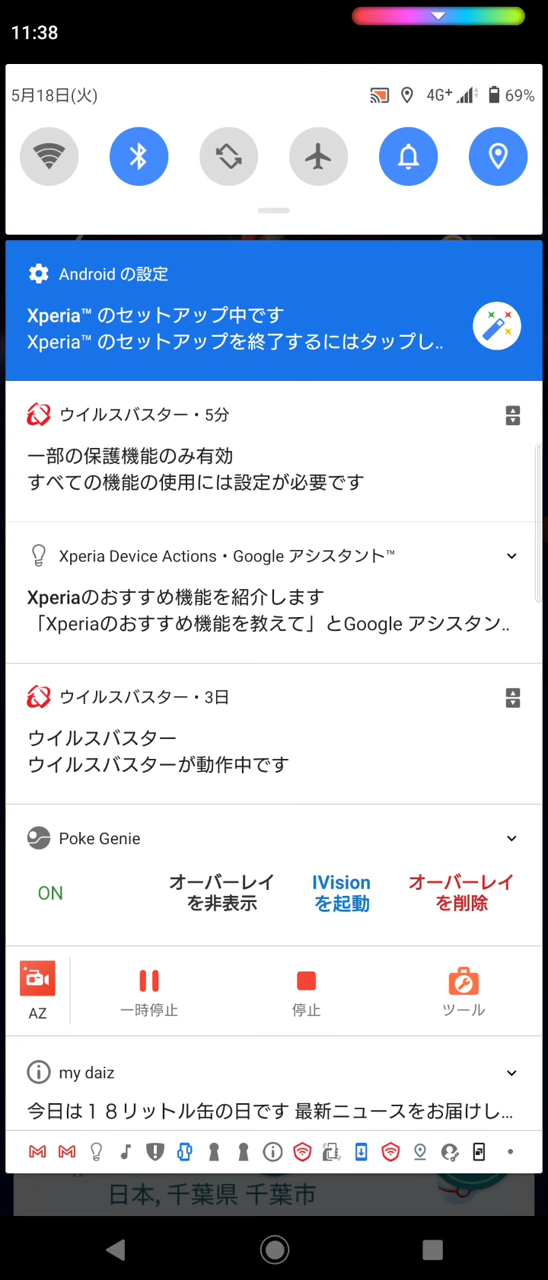 11:38
5月18日(火)
4G+
69%
Android の設定
Xperia™ のセットアップ中です
Xperia™ のセットアップを終了するにはタップし..
ウイルスバスター・5分
一部の保護機能のみ有効
すべての機能の使用には設定が必要です
Xperia Device Actions・Google アシスタント™
Xperiaのおすすめ機能を紹介します
「Xperiaのおすすめ機能を教えて」とGoogle アシスタン..
ウイルスバスター・3日
ウイルスバスター
ウイルスバスターが動作中です
Poke Genie
ON
オーバーレイ
を非表示
IVision
を起動
オーバーレイ
を削除
AZ
一時停止
停止
ツール
my daiz
今日は１８リットル缶の日です 最新ニュースをお届けし...
日本, 千葉県 千葉市